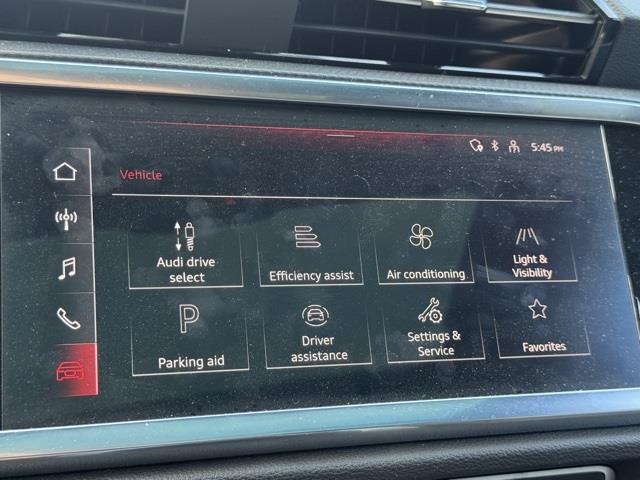 5:45 PM
Vehicle
Audi drive
select
Efficiency assist
Air conditioning
Light &
Visibility
P
Parking aid
Driver
assistance
Settings &
Service
Favorites